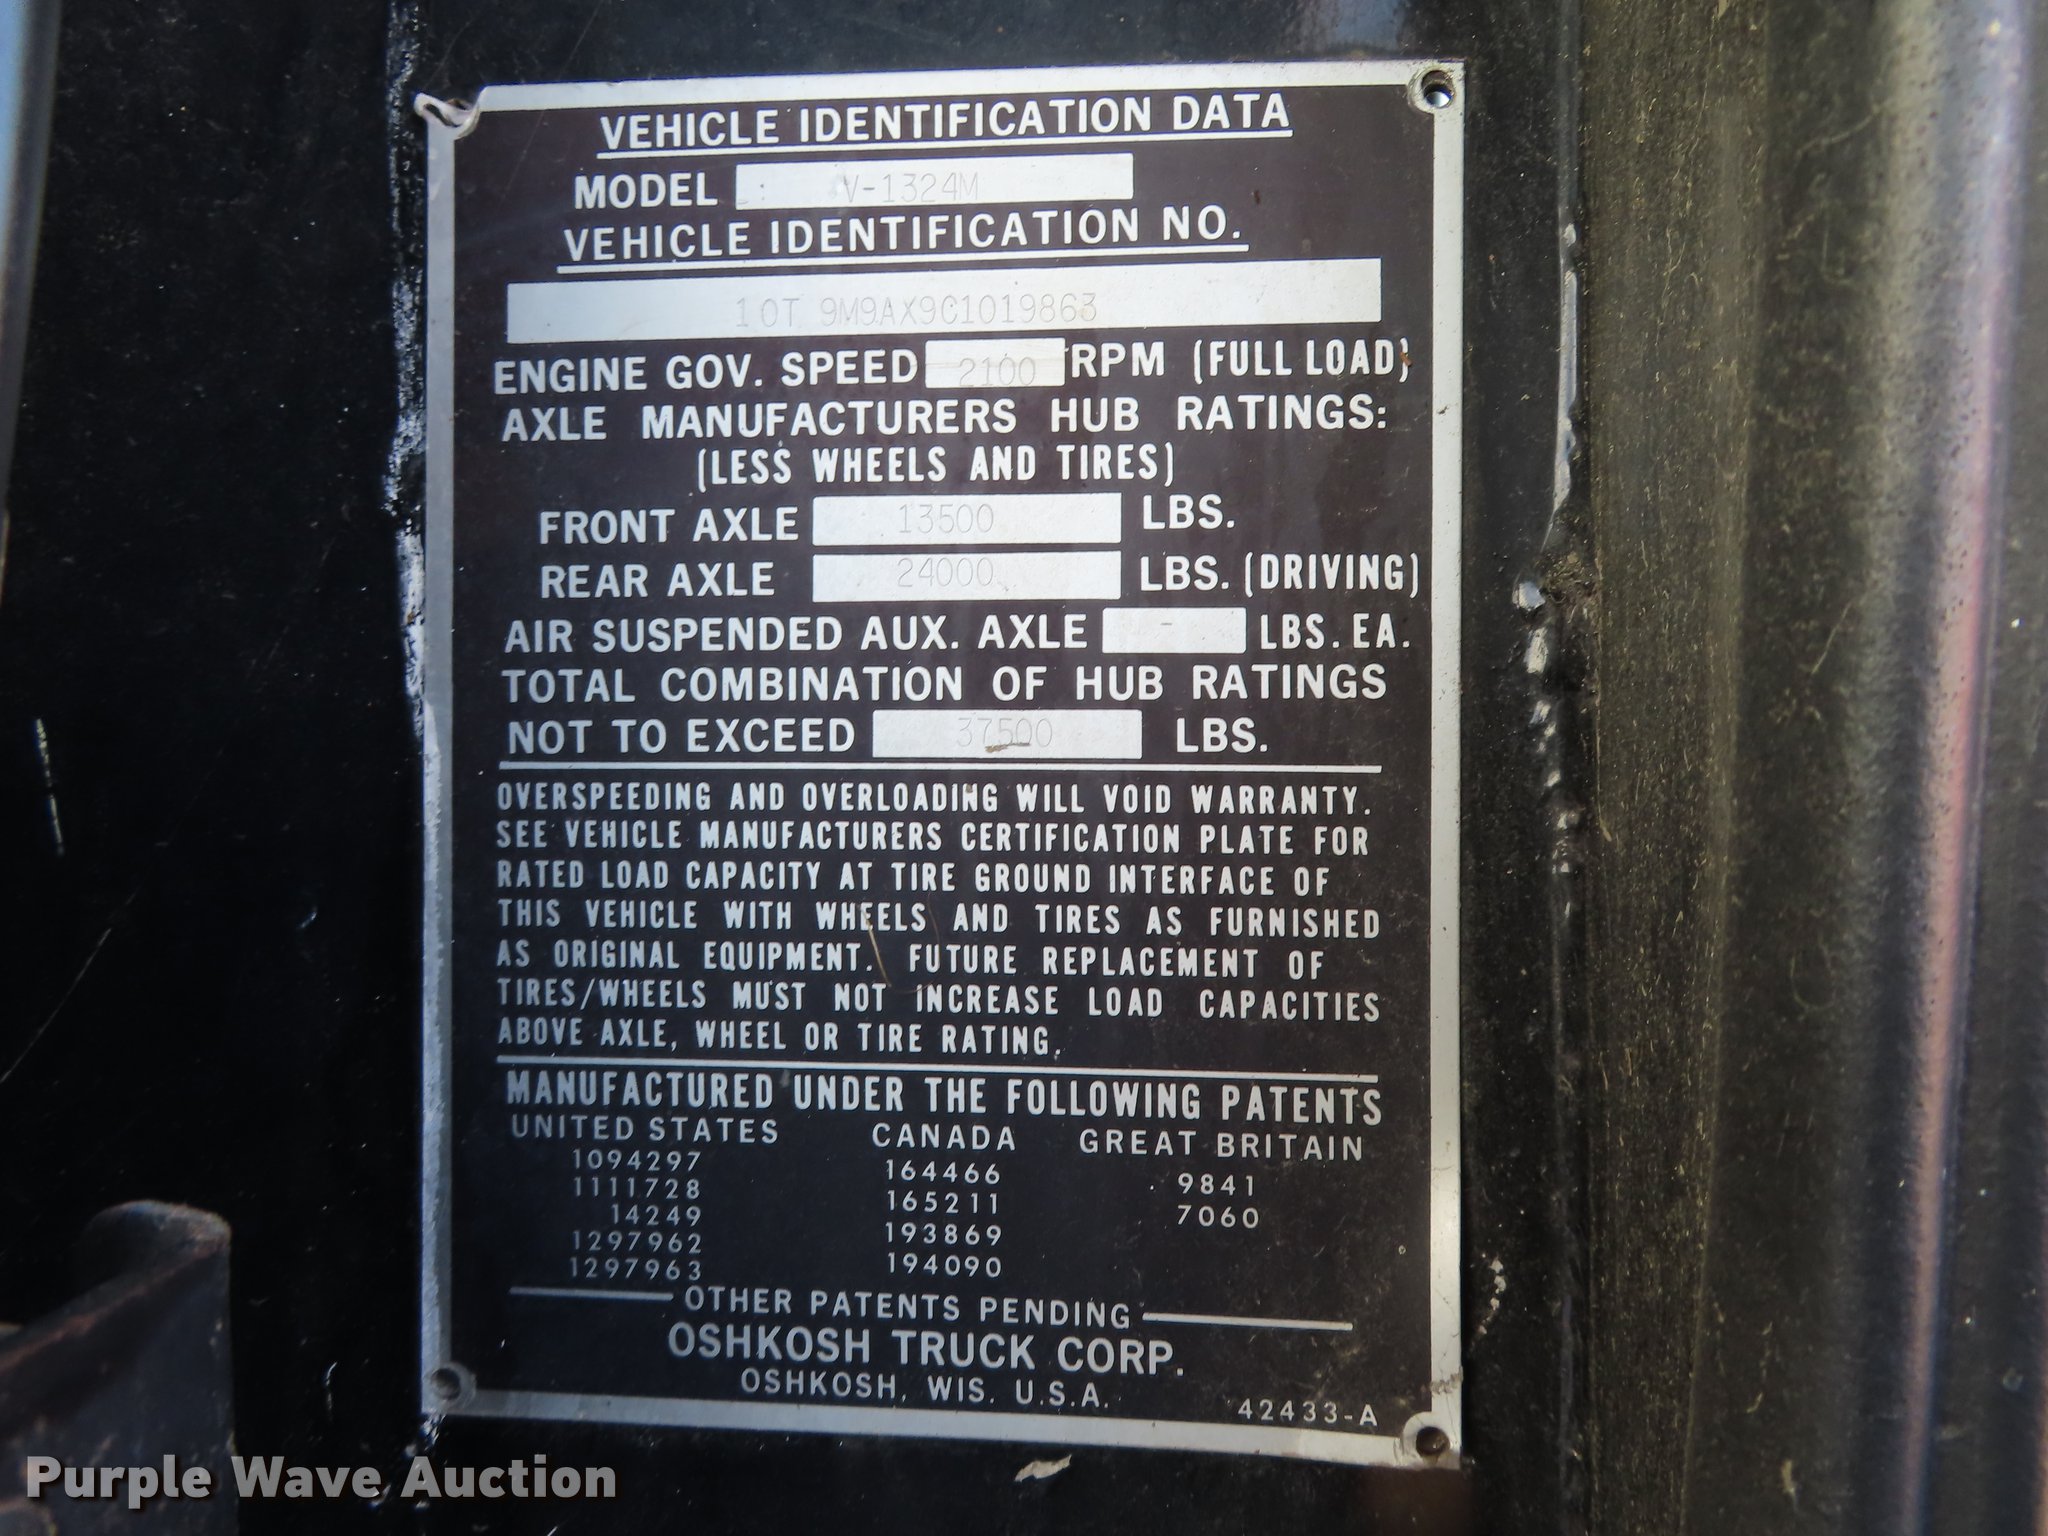 VEHICLE IDENTIFICATION DATA
MODEL V-1324M
VEHICLE IDENTIFICATION NO.
10T 9M9AX9C1019863
ENGINE GOV. SPEED 2100 RPM (FULL LOAD)
AXLE MANUFACTURERS HUB RATINGS:
(LESS WHEELS AND TIRES)
FRONT AXLE 13500 LBS.
REAR AXLE 24000 LBS. (DRIVING)
AIR SUSPENDED AUX. AXLE - LBS. EA.
TOTAL COMBINATION OF HUB RATINGS
NOT TO EXCEED 37500 LBS.
OVERSPEEDING AND OVERLOADING WILL VOID WARRANTY.
SEE VEHICLE MANUFACTURERS CERTIFICATION PLATE FOR
RATED LOAD CAPACITY AT TIRE GROUND INTERFACE OF
THIS VEHICLE WITH WHEELS AND TIRES AS FURNISHED
AS ORIGINAL EQUIPMENT. FUTURE REPLACEMENT OF
TIRES/WHEELS MUST NOT INCREASE LOAD CAPACITIES
ABOVE AXLE, WHEEL OR TIRE RATING.
MANUFACTURED UNDER THE FOLLOWING PATENTS
UNITED STATES CANADA GREAT BRITAIN
1094297 164466 9841
1111728 165211 7060
14249 193869
1297962 194090
1297963
OTHER PATENTS PENDING
OSHKOSH TRUCK CORP.
OSHKOSH, WIS. U.S.A.
42433-A
Purple Wave Auction